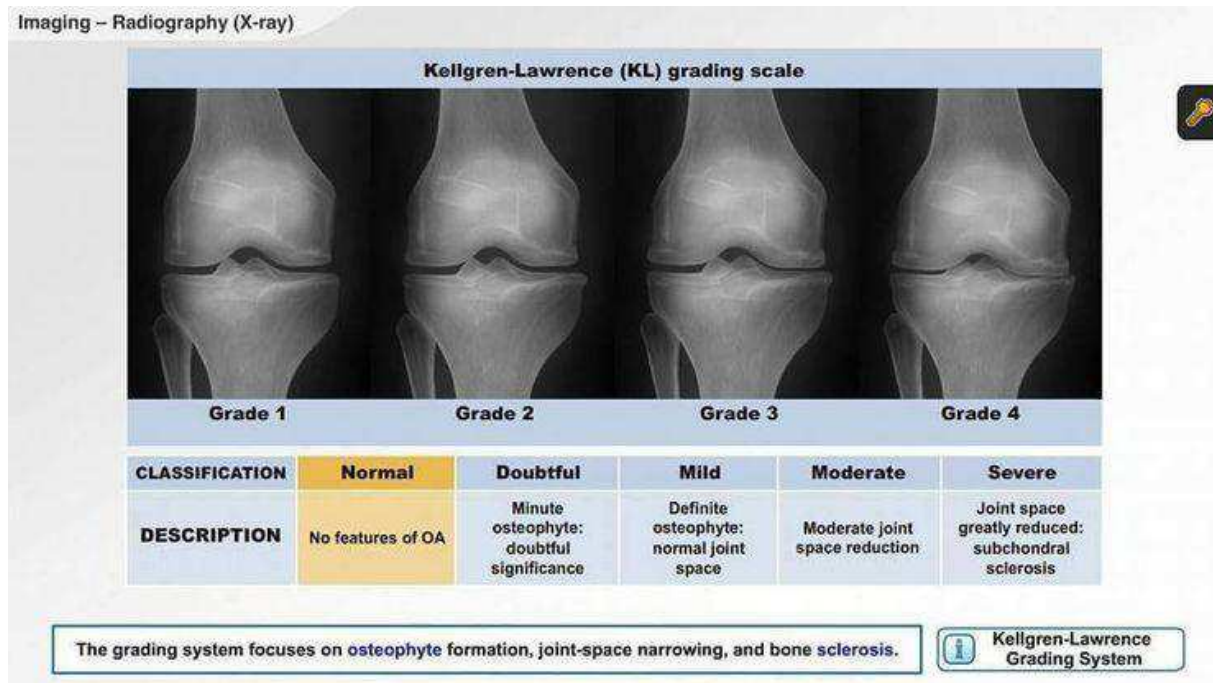 Imaging – Radiography (X-ray)
Kellgren-Lawrence (KL) grading scale
Grade 1
Grade 2
Grade 3
Grade 4
CLASSIFICATION
Normal
Doubtful
Mild
Moderate
Severe
DESCRIPTION
No features of OA
Minute
osteophyte:
doubtful
significance
Definite
osteophyte:
normal joint
space
Moderate joint
space reduction
Joint space
greatly reduced:
subchondral
sclerosis
The grading system focuses on osteophyte formation, joint-space narrowing, and bone sclerosis.
i
Kellgren-Lawrence
Grading System